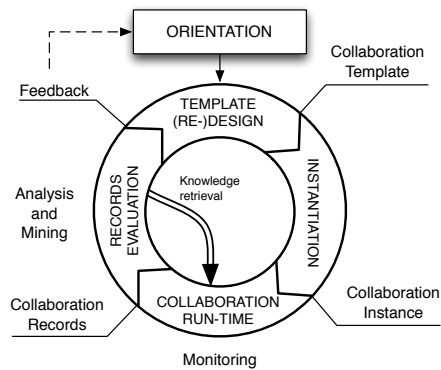 ORIENTATION
Collaboration
Template
Feedback
TEMPLATE
(RE-)DESIGN
INSTANTIATION
Knowledge
retrieval
RECORDS
EVALUATION
Analysis
and
Mining
Collaboration
Records
COLLABORATION
RUN-TIME
Collaboration
Instance
Monitoring